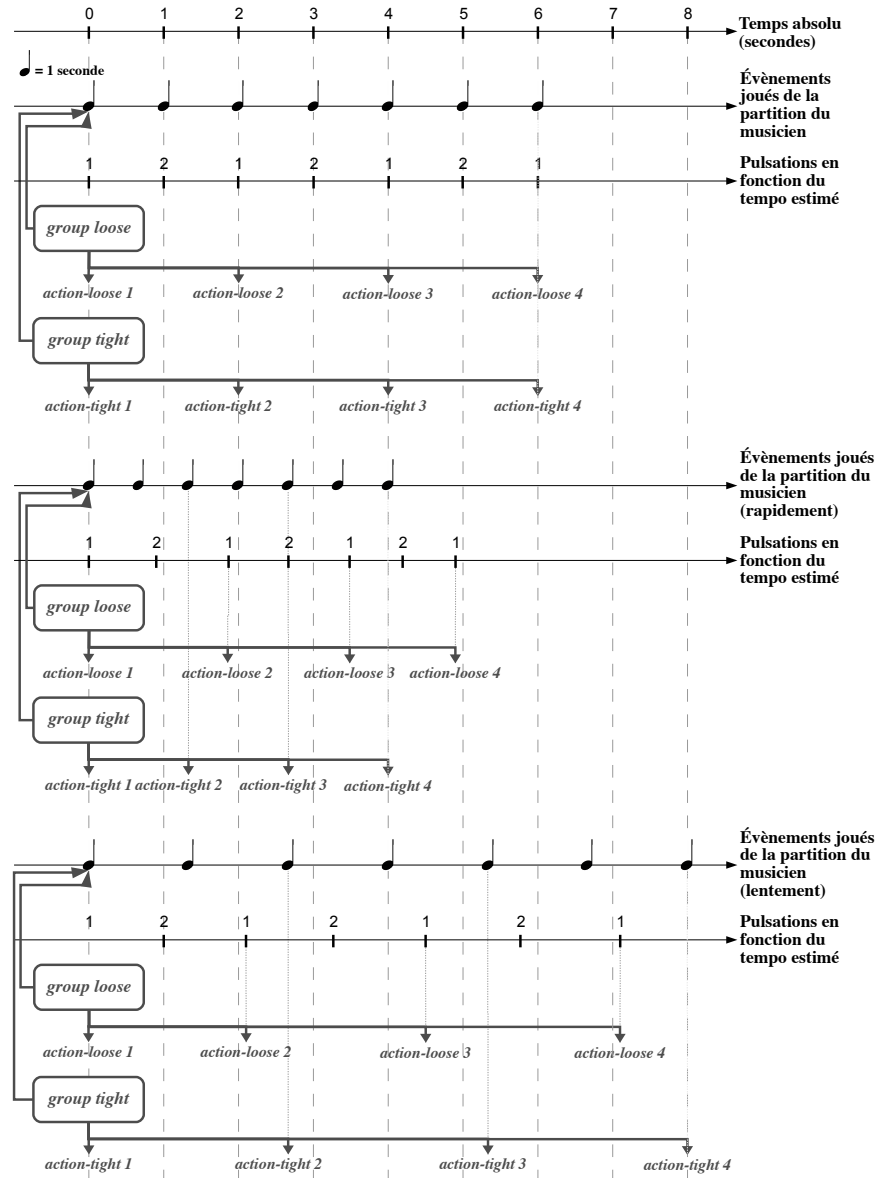 0 1 2 3 4 5 6 7 8
Temps absolu
(secondes)
= 1 seconde
Évènements
joués de la
partition du
musicien
1 2 1 2 1 2 1
Pulsations en
fonction du
tempo estimé
group loose
action-loose 1 action-loose 2 action-loose 3 action-loose 4
group tight
action-tight 1 action-tight 2 action-tight 3 action-tight 4
Évènements joués
de la partition du
musicien
(rapidement)
1 2 1 2 1 2 1
Pulsations en
fonction du
tempo estimé
group loose
action-loose 1 action-loose 2 action-loose 3 action-loose 4
group tight
action-tight 1 action-tight 2 action-tight 3 action-tight 4
Évènements joués
de la partition du
musicien
(lentement)
1 2 1 2 1 2 1
Pulsations en
fonction du
tempo estimé
group loose
action-loose 1 action-loose 2 action-loose 3 action-loose 4
group tight
action-tight 1 action-tight 2 action-tight 3 action-tight 4